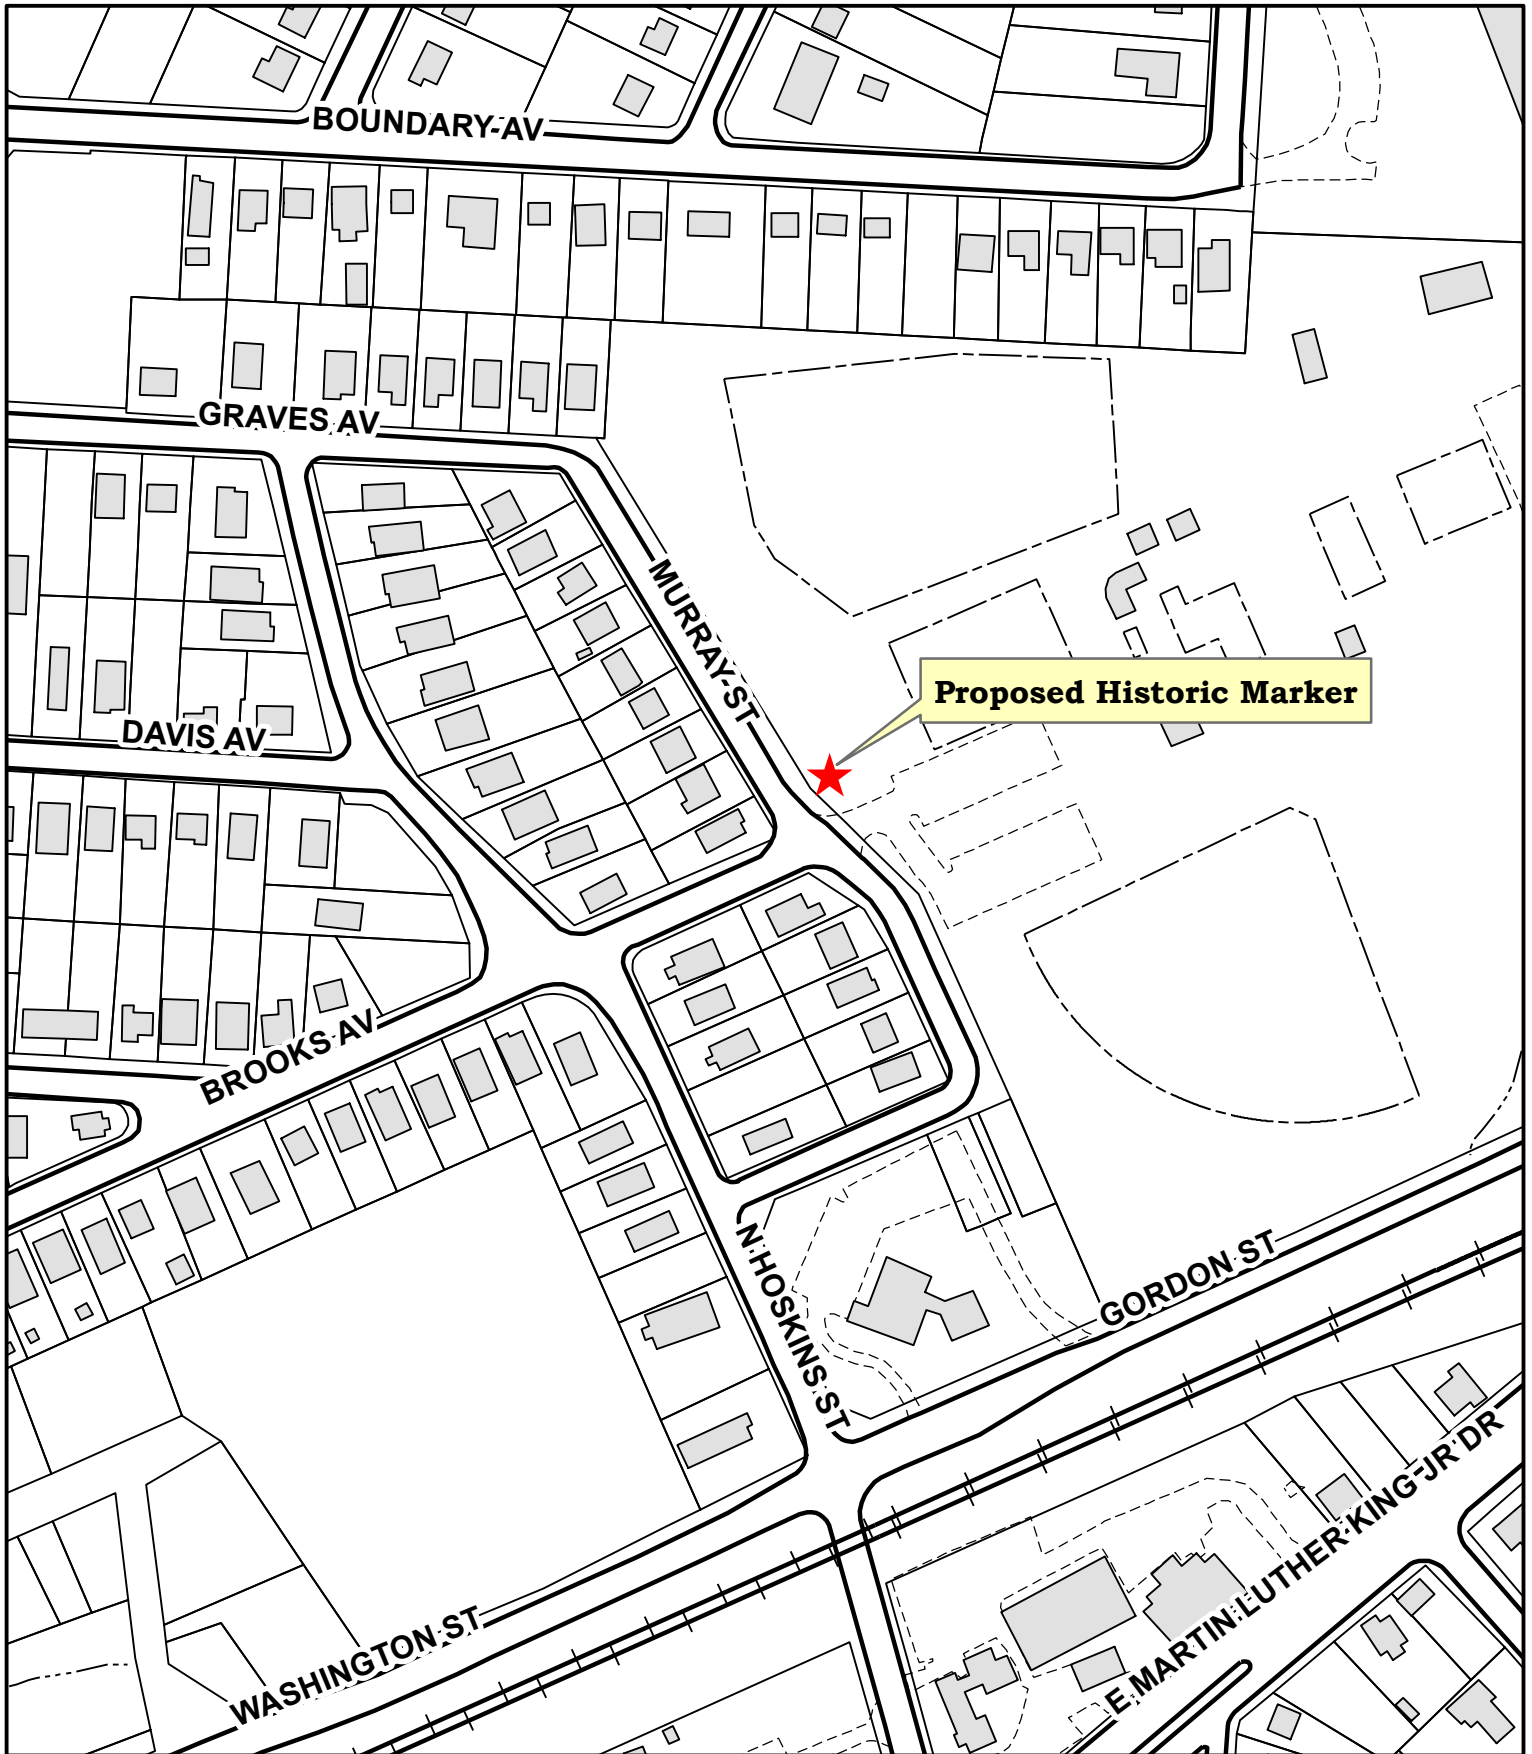 BOUNDARY AV
GRAVES AV
MURRAY ST
Proposed Historic Marker
DAVIS AV
BROOKS AV
N HOSKINS ST
GORDON ST
E MARTIN LUTHER KING JR DR
WASHINGTON ST